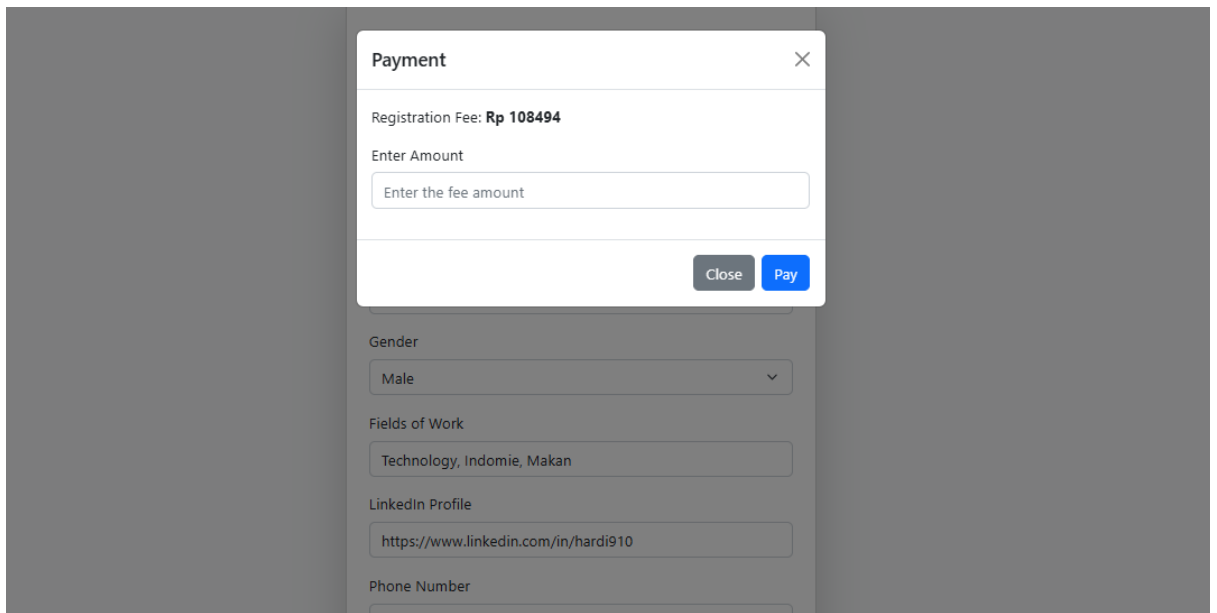 Payment
Registration Fee: Rp 108494
Enter Amount
Enter the fee amount
Close Pay
Gender
Male
Fields of Work
Technology, Indomie, Makan
LinkedIn Profile
https://www.linkedin.com/in/hardi910
Phone Number